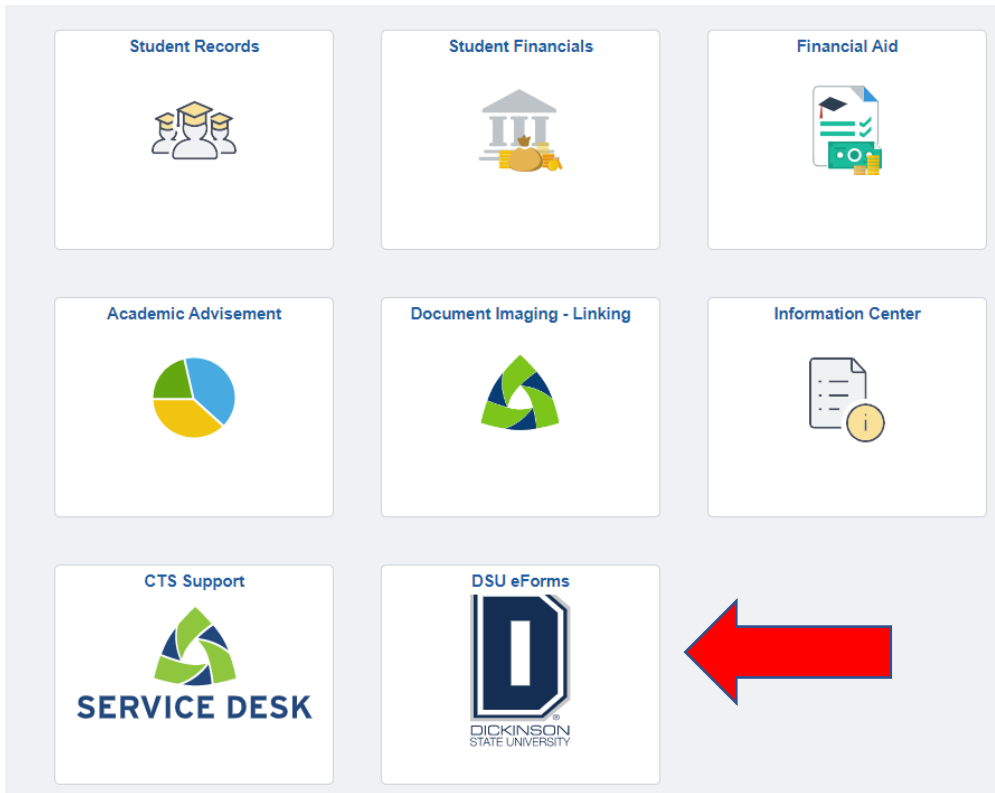 Student Records
Student Financials
Financial Aid
Academic Advisement
Document Imaging - Linking
Information Center
i
CTS Support
SERVICE DESK
DSU eForms
D
®
DICKINSON
STATE UNIVERSITY